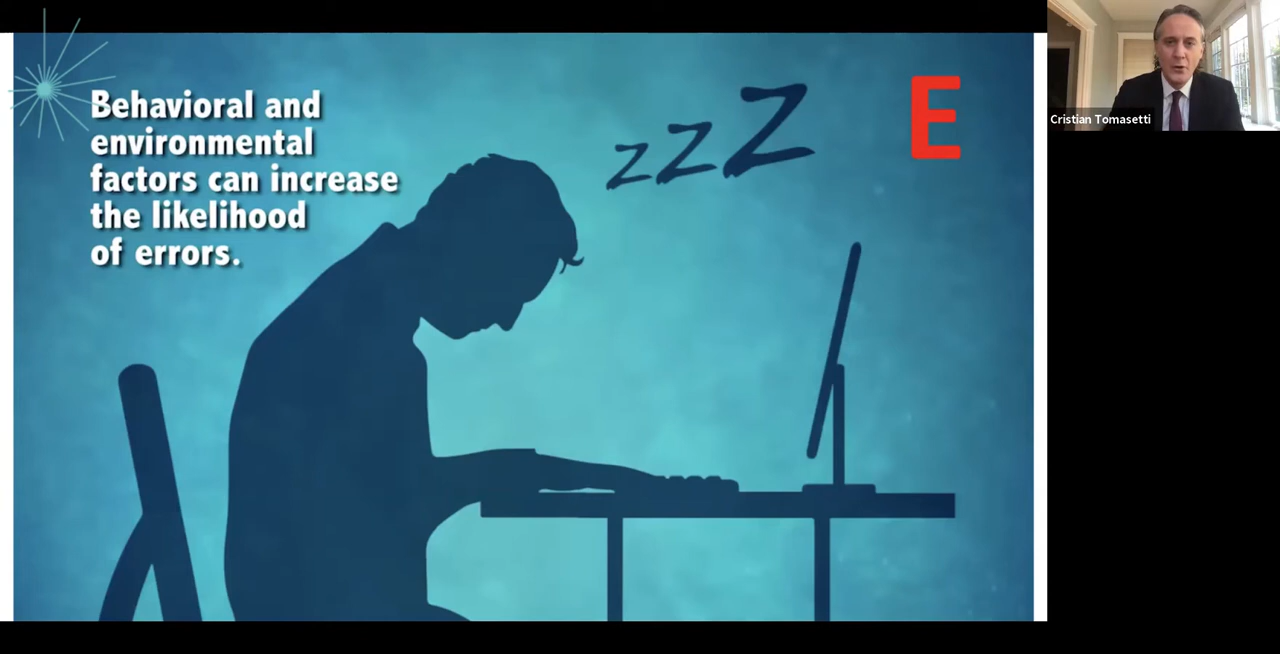 Behavioral and
environmental
factors can increase
the likelihood
of errors.
zzZ
E
Cristian Tomasetti